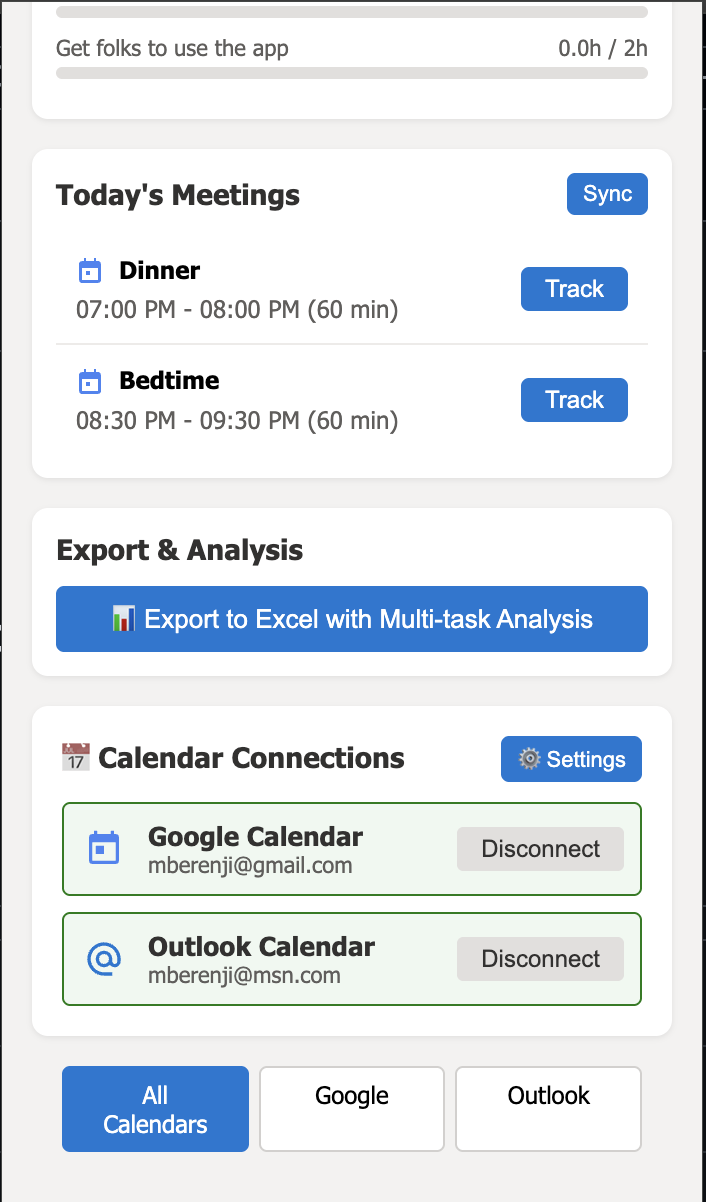 Get folks to use the app 0.0h / 2h
Today's Meetings Sync
Dinner
07:00 PM - 08:00 PM (60 min)
Track
Bedtime
08:30 PM - 09:30 PM (60 min)
Track
Export & Analysis
📊 Export to Excel with Multi-task Analysis
17 Calendar Connections ⚙️ Settings
Google Calendar
mberenji@gmail.com
Disconnect
Outlook Calendar
mberenji@msn.com
Disconnect
All
Calendars
Google
Outlook